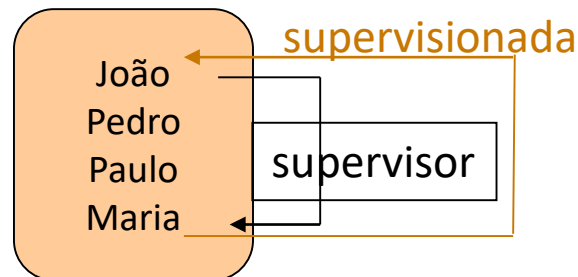 supervisionada
João
Pedro
Paulo
Maria
supervisor